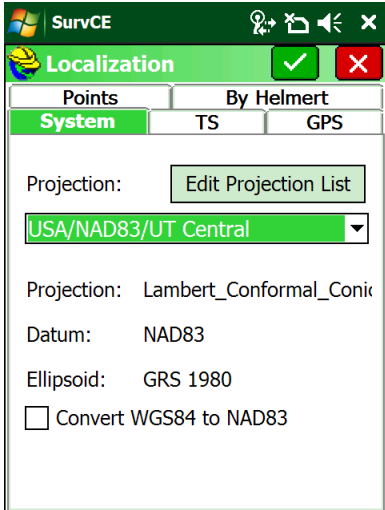 SurvCE
Localization
Points By Helmert
System TS GPS
Projection: Edit Projection List
USA/NAD83/UT Central
Projection: Lambert_Conformal_Conic
Datum: NAD83
Ellipsoid: GRS 1980
Convert WGS84 to NAD83